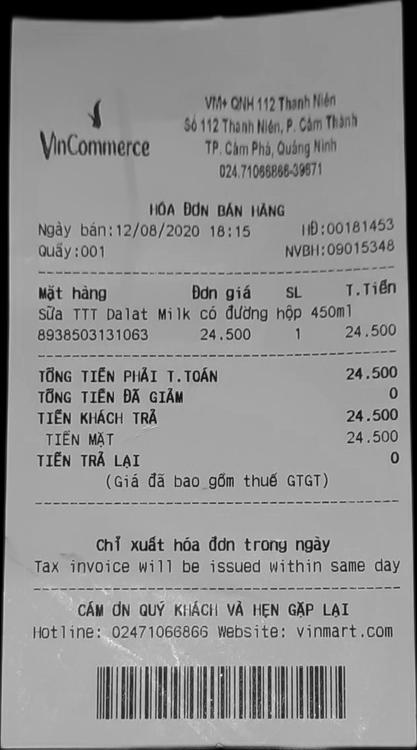 VinCommerce
VM+ QNH 112 Thanh Niên
Số 112 Thanh Niên, P. Cẩm Thành
TP. Cẩm Phả, Quảng Ninh
024.71066866-39671
HÓA ĐƠN BÁN HÀNG
Ngày bán:12/08/2020 18:15 HĐ:00181453
Quầy:001 NVBH:09015348
Mặt hàng Đơn giá SL T.Tiền
Sữa TTT Dalat Milk có đường hộp 450ml
8938503131063 24.500 1 24.500
TỔNG TIỀN PHẢI T.TOÁN 24.500
TỔNG TIỀN ĐÃ GIẢM 0
TIỀN KHÁCH TRẢ 24.500
TIỀN MẶT 24.500
TIỀN TRẢ LẠI 0
(Giá đã bao gồm thuế GTGT)
Chỉ xuất hóa đơn trong ngày
Tax invoice will be issued within same day
CẢM ƠN QUÝ KHÁCH VÀ HẸN GẶP LẠI
Hotline: 02471066866 Website: vinmart.com